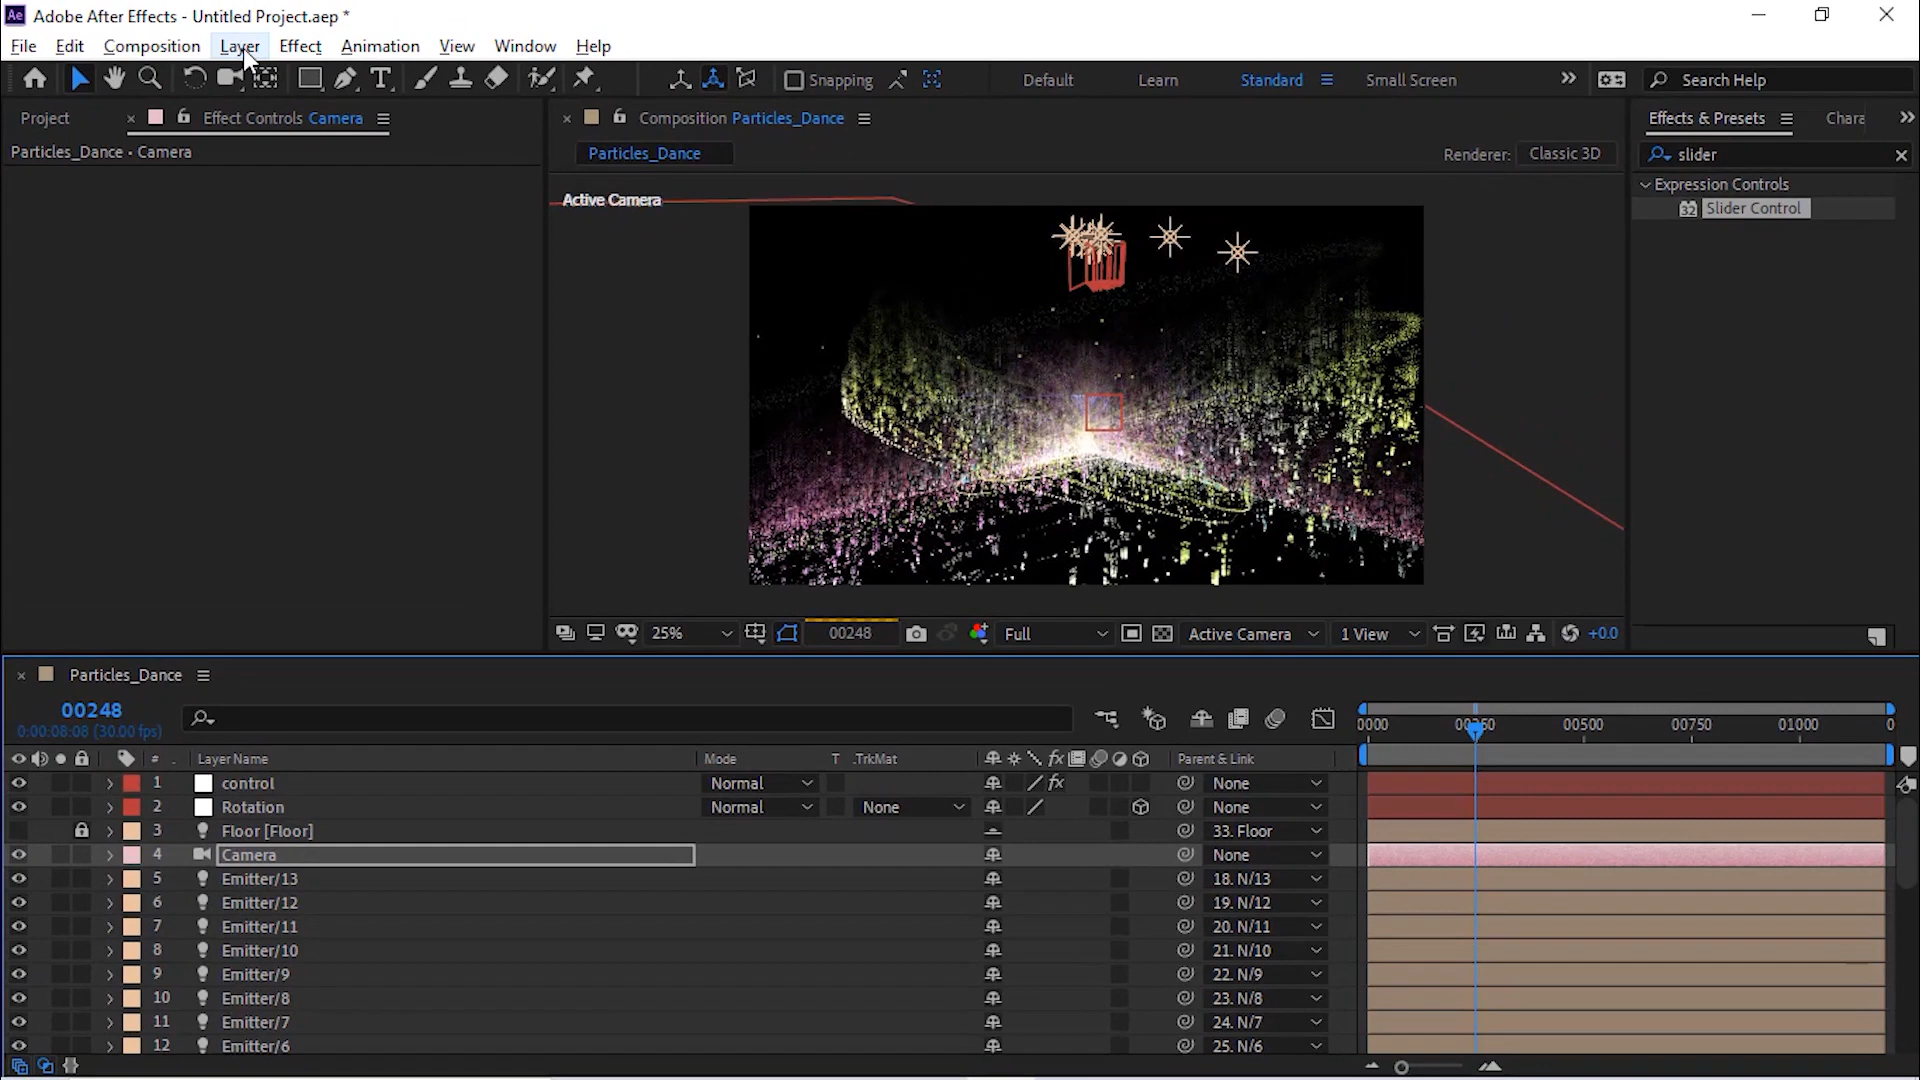 Ae Adobe After Effects - Untitled Project.aep *
File Edit Composition Layer Effect Animation View Window Help
Snapping Default Learn Standard Small Screen Search Help
Project Effect Controls Camera
Particles_Dance • Camera
Composition Particles_Dance
Particles_Dance
Renderer: Classic 3D
Active Camera
Effects & Presets Chara
slider
Expression Controls
32 Slider Control
25% 00248 Full Active Camera 1 View +0.0
Particles_Dance
00248
0:00:08:08 (30.00 fps)
0000 00250 00500 00750 01000 0
# Layer Name Mode T .TrkMat fx Parent & Link
1 control Normal fx None
2 Rotation Normal None None
3 Floor [Floor] 33. Floor
4 Camera None
5 Emitter/13 18. N/13
6 Emitter/12 19. N/12
7 Emitter/11 20. N/11
8 Emitter/10 21. N/10
9 Emitter/9 22. N/9
10 Emitter/8 23. N/8
11 Emitter/7 24. N/7
12 Emitter/6 25. N/6